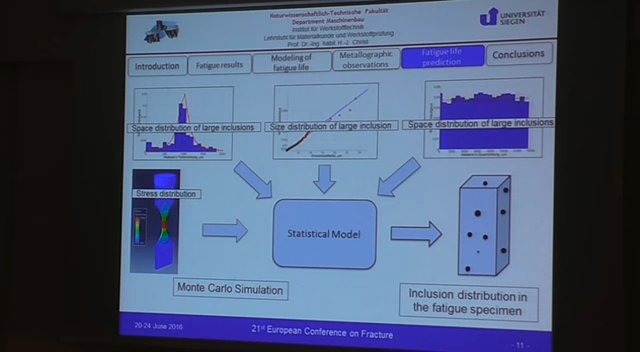 Naturwissenschaftlich-Technische Fakultät
Department Maschinenbau
Institut für Werkstofftechnik
Lehrstuhl für Materialkunde und Werkstoffprüfung
Prof. Dr.-Ing. habil. H.-J. Christ
UNIVERSITÄT
SIEGEN
Introduction
Fatigue results
Modeling of
fatigue life
Metallographic
observations
Fatigue life
prediction
Conclusions
Space distribution of large inclusions
Size distribution of large inclusion
Space distribution of large inclusions
Stress distribution
Statistical Model
Monte Carlo Simulation
Inclusion distribution in
the fatigue specimen
20-24 June 2016
21st European Conference on Fracture
- 11 -